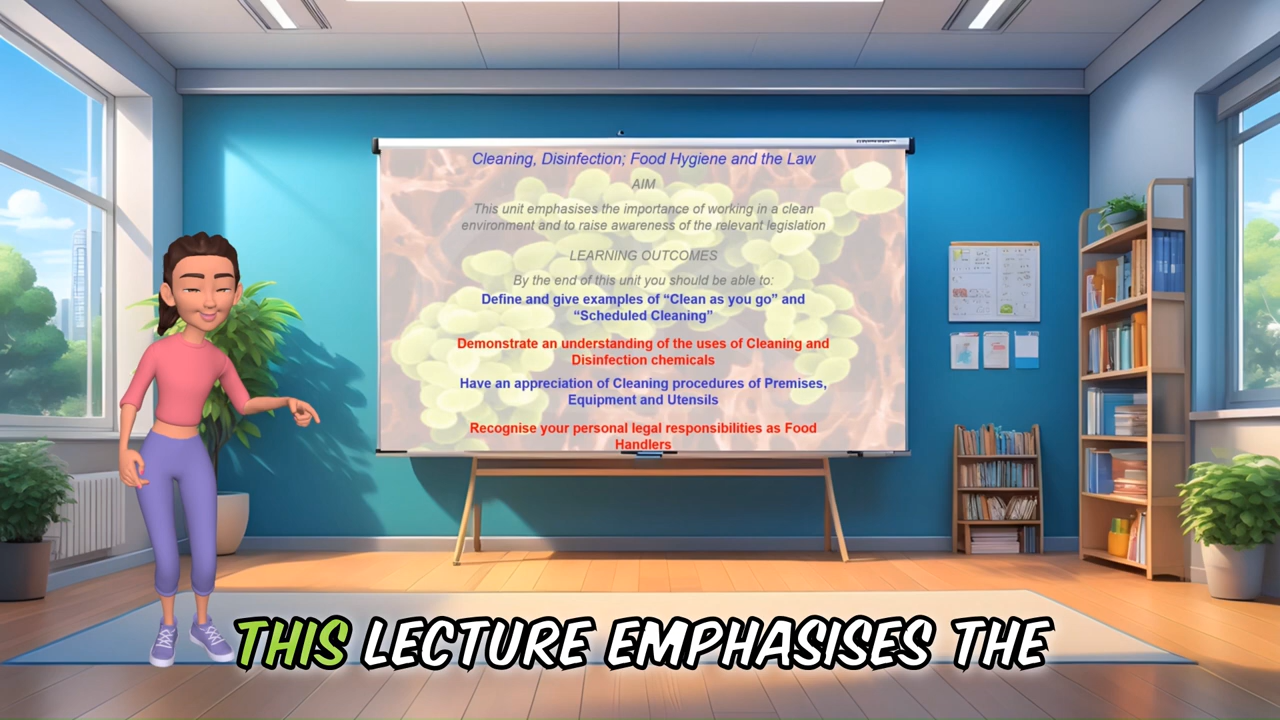 Cleaning, Disinfection; Food Hygiene and the Law
AIM
This unit emphasises the importance of working in a clean
environment and to raise awareness of the relevant legislation
LEARNING OUTCOMES
By the end of this unit you should be able to:
Define and give examples of “Clean as you go” and
“Scheduled Cleaning”
Demonstrate an understanding of the uses of Cleaning and
Disinfection chemicals
Have an appreciation of Cleaning procedures of Premises,
Equipment and Utensils
Recognise your personal legal responsibilities as Food
Handlers
THIS LECTURE EMPHASISES THE